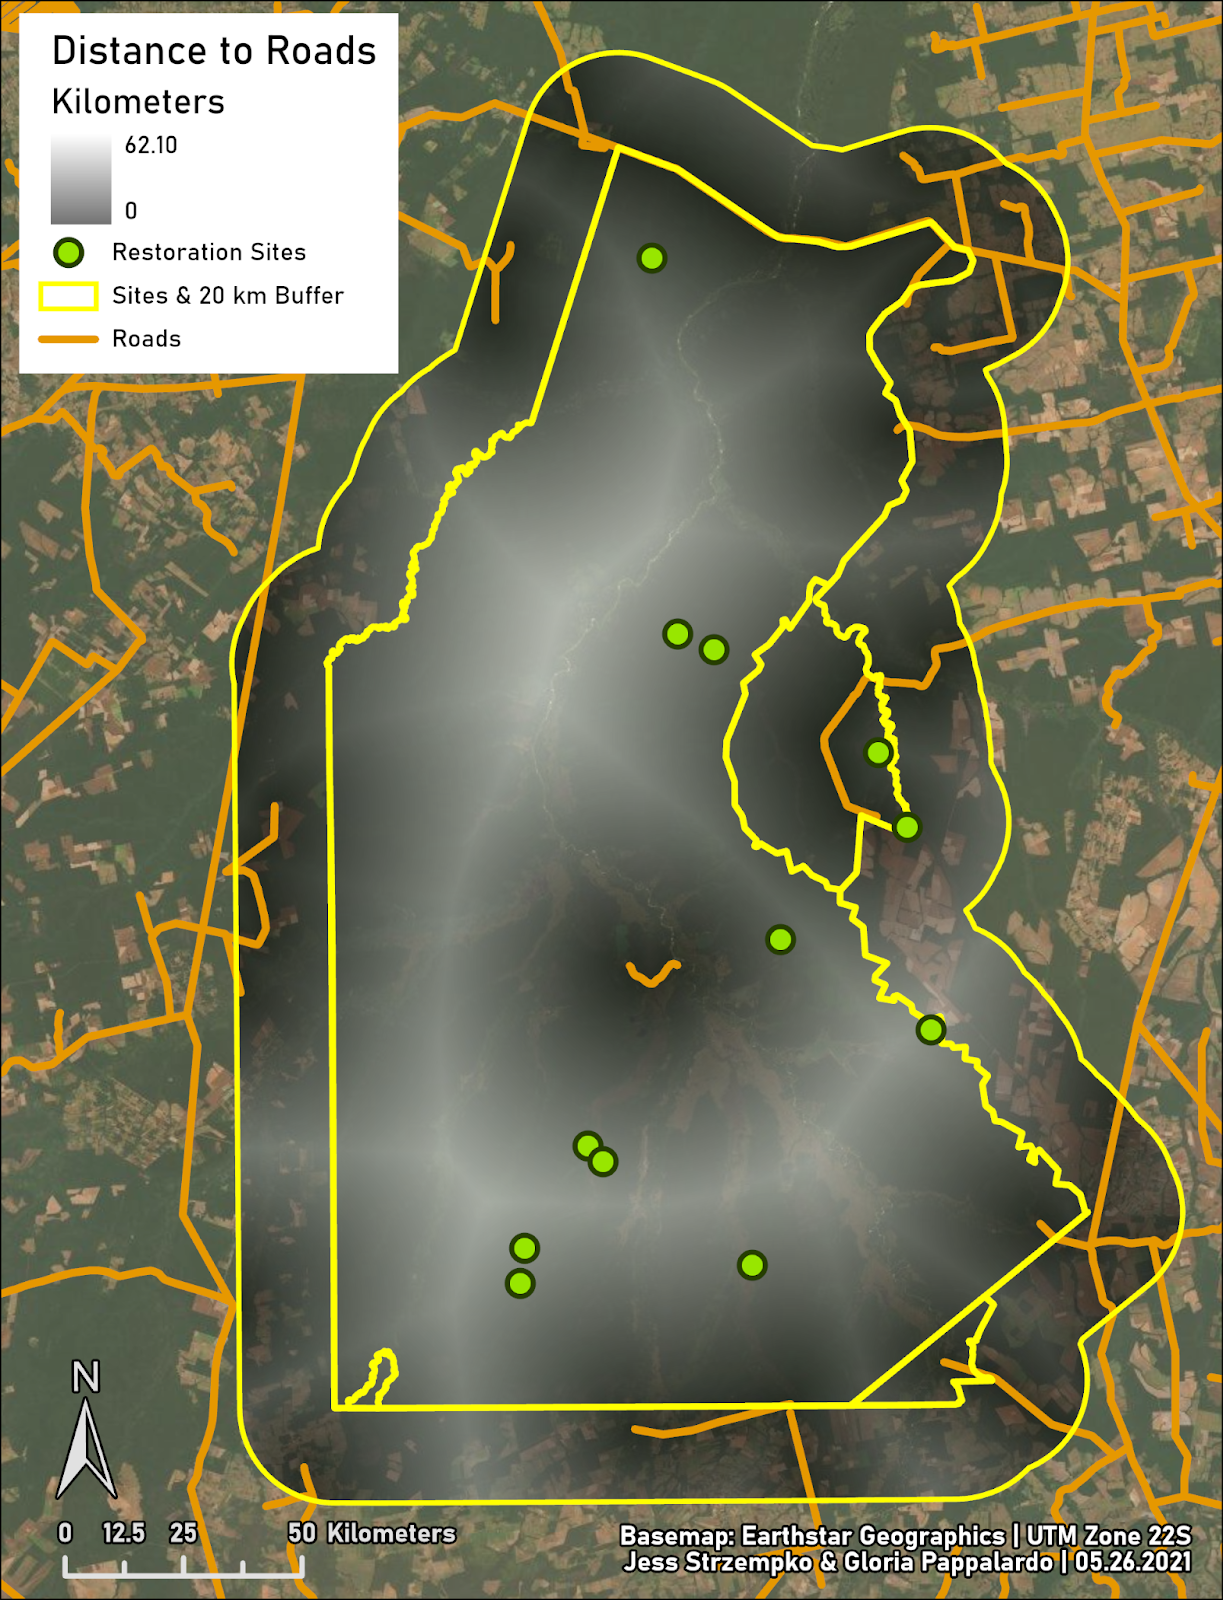 Distance to Roads
Kilometers
62.10
0
Restoration Sites
Sites & 20 km Buffer
Roads
N
0 12.5 25 50 Kilometers
Basemap: Earthstar Geographics | UTM Zone 22S
Jess Strzempko & Gloria Pappalardo | 05.26.2021